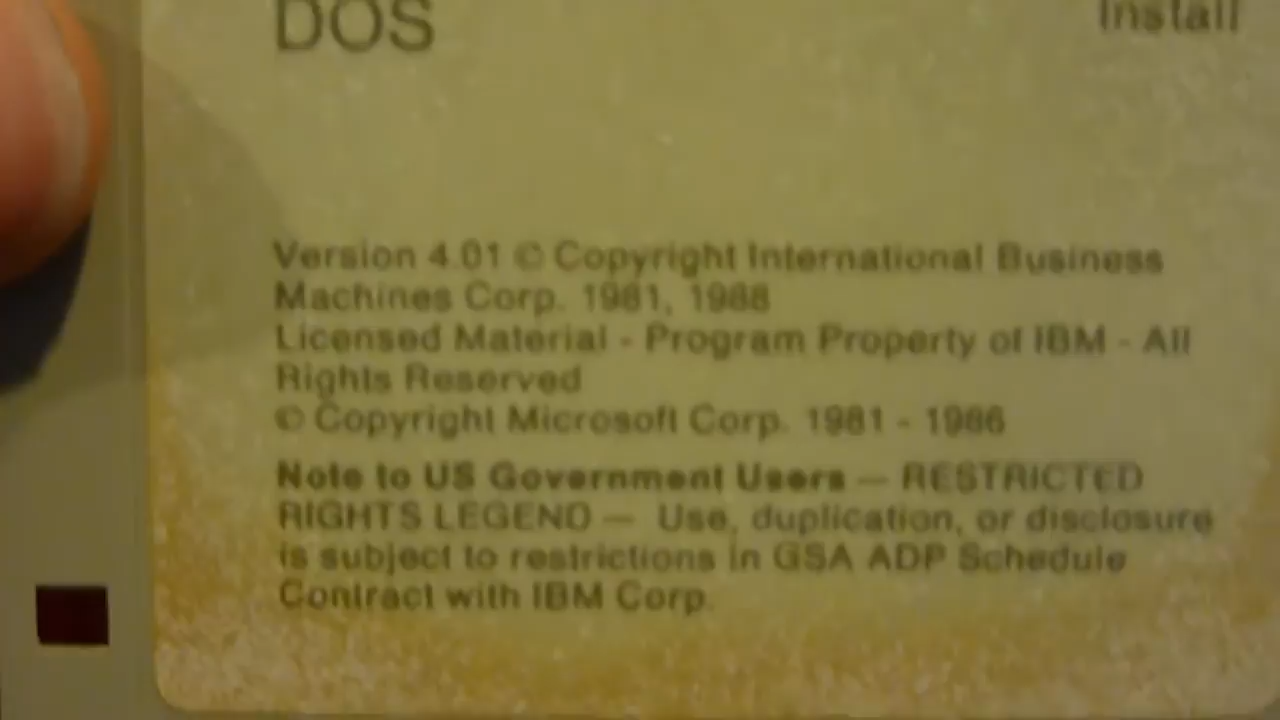 DOS Install
Version 4.01 © Copyright International Business
Machines Corp. 1981, 1988
Licensed Material - Program Property of IBM - All
Rights Reserved
© Copyright Microsoft Corp. 1981 - 1986
Note to US Government Users — RESTRICTED
RIGHTS LEGEND — Use, duplication, or disclosure
is subject to restrictions in GSA ADP Schedule
Contract with IBM Corp.